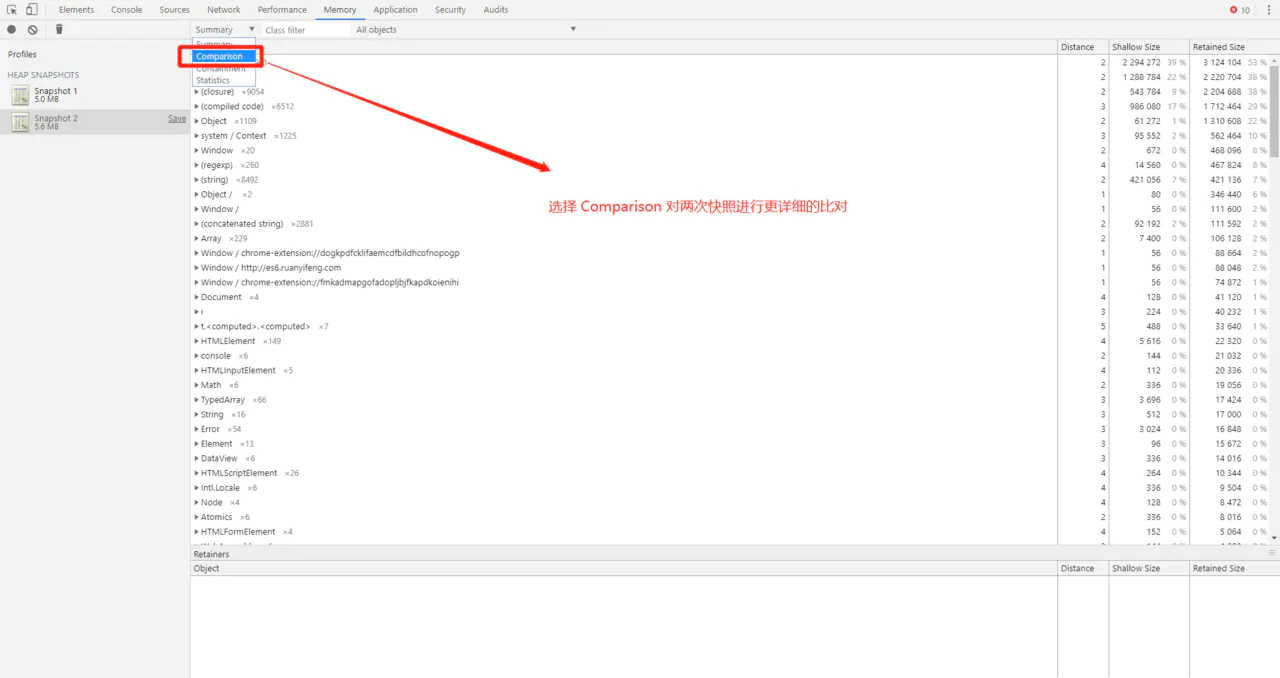 Elements Console Sources Network Performance Memory Application Security Audits 10
Summary Class filter All objects
Profiles
HEAP SNAPSHOTS
Snapshot 1
5.0 MB
Snapshot 2 Save
5.6 MB
Summary
Comparison
Containment
Statistics
选择 Comparison 对两次快照进行更详细的比对
Distance Shallow Size Retained Size
2 2 294 272 39 % 3 124 104 53 %
2 1 288 784 22 % 2 220 704 38 %
(closure) ×9054 2 543 784 9 % 2 204 688 38 %
(compiled code) ×6512 3 986 080 17 % 1 712 464 29 %
Object ×1109 2 61 272 1 % 1 310 608 22 %
system / Context ×1225 3 95 552 2 % 562 464 10 %
Window ×20 2 672 0 % 468 096 8 %
(regexp) ×260 4 14 560 0 % 467 824 8 %
(string) ×8492 2 421 056 7 % 421 136 7 %
Object / ×2 1 80 0 % 346 440 6 %
Window / 1 56 0 % 111 600 2 %
(concatenated string) ×2881 2 92 192 2 % 111 592 2 %
Array ×229 2 7 400 0 % 106 128 2 %
Window / chrome-extension://dogkpdfcklifaemcdfbildhcofnopogp 1 56 0 % 88 664 2 %
Window / http://es6.ruanyifeng.com 1 56 0 % 88 048 2 %
Window / chrome-extension://fmkadmapgofadopljbjfkapdkoienihi 1 56 0 % 74 872 1 %
Document ×4 4 128 0 % 41 120 1 %
i 3 224 0 % 40 232 1 %
t.<computed>.<computed> ×7 5 488 0 % 33 640 1 %
HTMLElement ×149 4 5 616 0 % 22 320 0 %
console ×6 2 144 0 % 21 032 0 %
HTMLInputElement ×5 4 112 0 % 20 336 0 %
Math ×6 2 336 0 % 19 056 0 %
TypedArray ×66 3 3 696 0 % 17 424 0 %
String ×16 3 512 0 % 17 000 0 %
Error ×54 3 3 024 0 % 16 848 0 %
Element ×13 3 96 0 % 15 672 0 %
DataView ×6 3 336 0 % 14 016 0 %
HTMLScriptElement ×26 4 264 0 % 10 344 0 %
Intl.Locale ×6 4 336 0 % 9 504 0 %
Node ×4 4 128 0 % 8 472 0 %
Atomics ×6 2 336 0 % 8 016 0 %
HTMLFormElement ×4 4 152 0 % 5 064 0 %
Retainers
Object Distance Shallow Size Retained Size